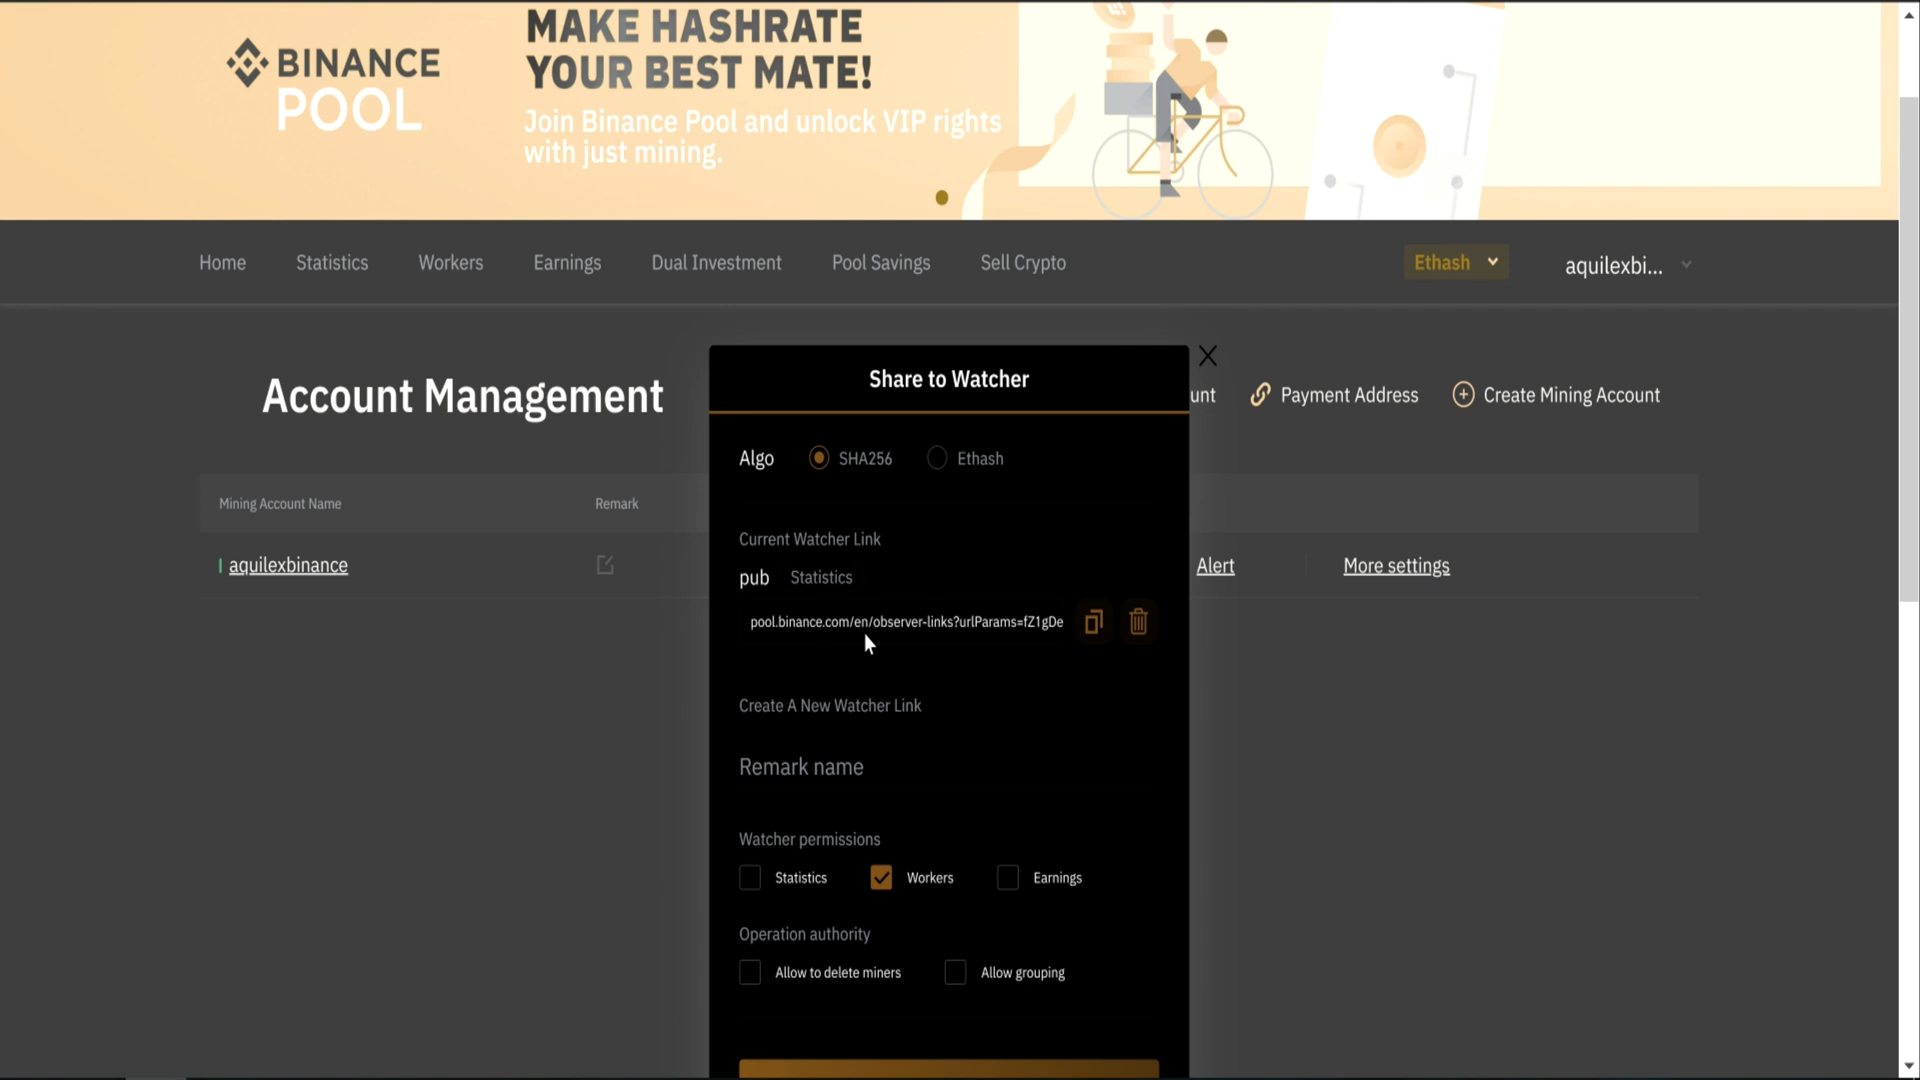 BINANCE
POOL
MAKE HASHRATE
YOUR BEST MATE!
Join Binance Pool and unlock VIP rights
with just mining.
Home Statistics Workers Earnings Dual Investment Pool Savings Sell Crypto Ethash aquilexbi...
Account Management
unt Payment Address Create Mining Account
Mining Account Name Remark
aquilexbinance Alert More settings
Share to Watcher
Algo SHA256 Ethash
Current Watcher Link
pub Statistics
pool.binance.com/en/observer-links?urlParams=fZ1gDe
Create A New Watcher Link
Remark name
Watcher permissions
Statistics Workers Earnings
Operation authority
Allow to delete miners Allow grouping